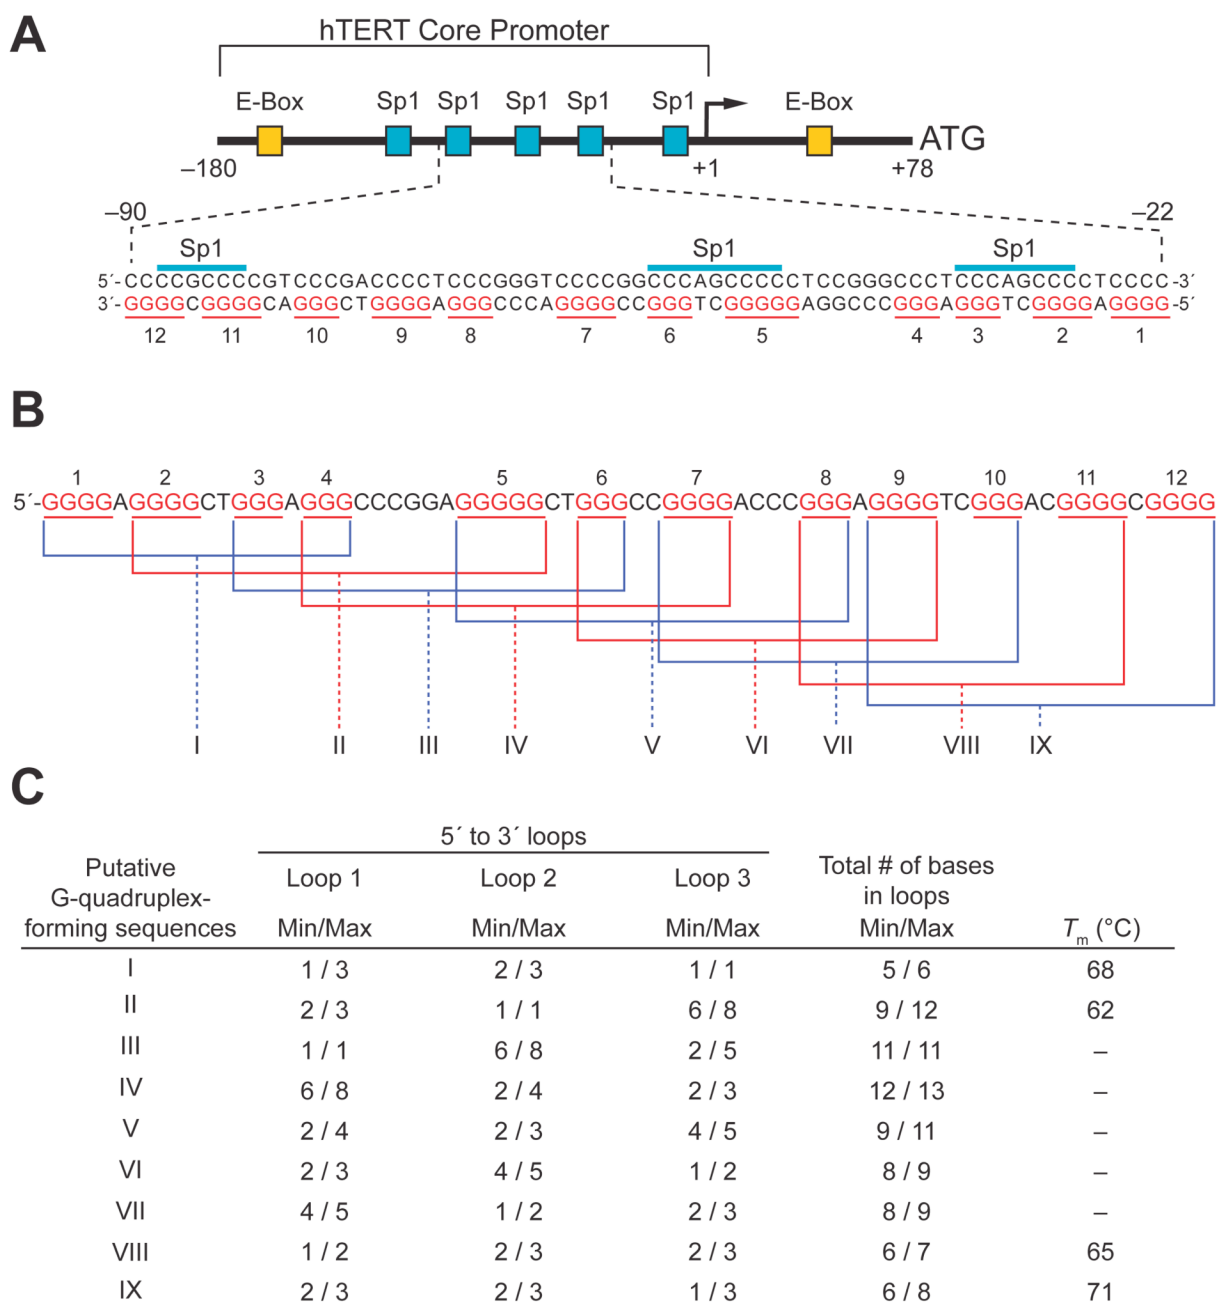 A
hTERT Core Promoter
E-Box Sp1 Sp1 Sp1 Sp1 Sp1 E-Box
ATG
–180 +1 +78
–90 –22
Sp1 Sp1 Sp1
5´-CCCCGCCCCGTCCCGACCCCTCCCGGGTCCCCGGCCCAGCCCCCTCCGGGCCCTCCCAGCCCCTCCCC-3´
3´-GGGGCGGGGCAGGGCTGGGGAGGGCCCAGGGGCCGGGTCGGGGGAGGCCCGGGAGGGTCGGGGAGGGG-5´
12 11 10 9 8 7 6 5 4 3 2 1
B
1 2 3 4 5 6 7 8 9 10 11 12
5´-GGGGAGGGGCTGGGAGGGCCCGGAGGGGGCTGGGCCGGGGACCCGGGAGGGGTCGGGACGGGGCGGGG
I II III IV V VI VII VIII IX
C
5´ to 3´ loops
Putative
G-quadruplex-
forming sequences
Loop 1 Loop 2 Loop 3
Total # of bases
in loops
Min/Max Min/Max Min/Max Min/Max Tm (°C)
I 1 / 3 2 / 3 1 / 1 5 / 6 68
II 2 / 3 1 / 1 6 / 8 9 / 12 62
III 1 / 1 6 / 8 2 / 5 11 / 11 –
IV 6 / 8 2 / 4 2 / 3 12 / 13 –
V 2 / 4 2 / 3 4 / 5 9 / 11 –
VI 2 / 3 4 / 5 1 / 2 8 / 9 –
VII 4 / 5 1 / 2 2 / 3 8 / 9 –
VIII 1 / 2 2 / 3 2 / 3 6 / 7 65
IX 2 / 3 2 / 3 1 / 3 6 / 8 71